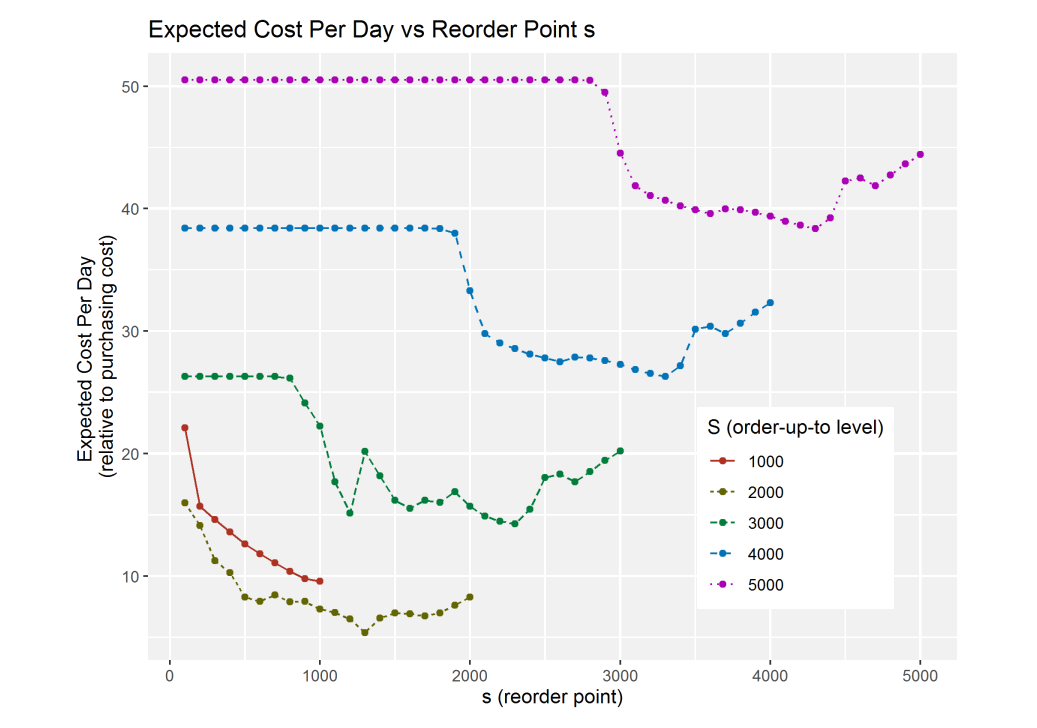 Expected Cost Per Day vs Reorder Point s
Expected Cost Per Day
(relative to purchasing cost)
50
40
30
20
10
0 1000 2000 3000 4000 5000
s (reorder point)
S (order-up-to level)
1000
2000
3000
4000
5000